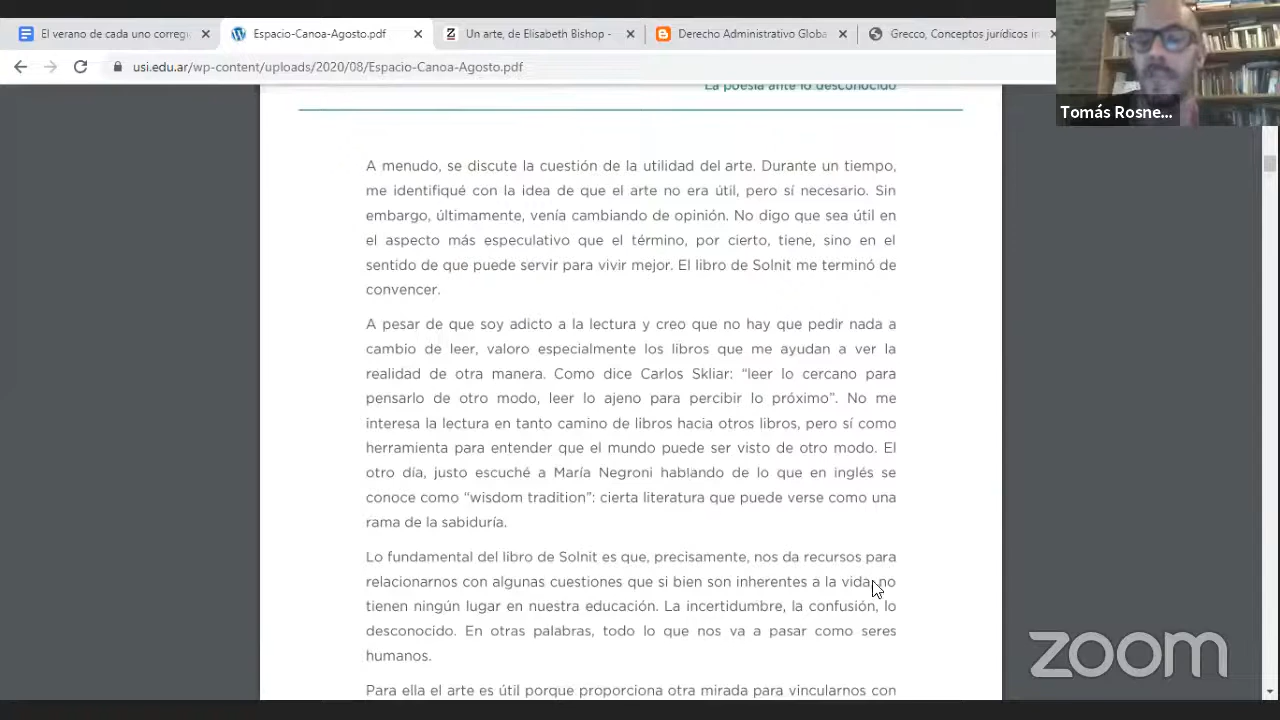 El verano de cada uno correg
Espacio-Canoa-Agosto.pdf
Un arte, de Elisabeth Bishop -
Derecho Administrativo Globa
Grecco, Conceptos jurídicos in
usi.edu.ar/wp-content/uploads/2020/08/Espacio-Canoa-Agosto.pdf
Tomás Rosne...
La poesía ante lo desconocido
A menudo, se discute la cuestión de la utilidad del arte. Durante un tiempo,
me identifiqué con la idea de que el arte no era útil, pero sí necesario. Sin
embargo, últimamente, venía cambiando de opinión. No digo que sea útil en
el aspecto más especulativo que el término, por cierto, tiene, sino en el
sentido de que puede servir para vivir mejor. El libro de Solnit me terminó de
convencer.
A pesar de que soy adicto a la lectura y creo que no hay que pedir nada a
cambio de leer, valoro especialmente los libros que me ayudan a ver la
realidad de otra manera. Como dice Carlos Skliar: “leer lo cercano para
pensarlo de otro modo, leer lo ajeno para percibir lo próximo”. No me
interesa la lectura en tanto camino de libros hacia otros libros, pero sí como
herramienta para entender que el mundo puede ser visto de otro modo. El
otro día, justo escuché a María Negroni hablando de lo que en inglés se
conoce como “wisdom tradition”: cierta literatura que puede verse como una
rama de la sabiduría.
Lo fundamental del libro de Solnit es que, precisamente, nos da recursos para
relacionarnos con algunas cuestiones que si bien son inherentes a la vida no
tienen ningún lugar en nuestra educación. La incertidumbre, la confusión, lo
desconocido. En otras palabras, todo lo que nos va a pasar como seres
humanos.
Para ella el arte es útil porque proporciona otra mirada para vincularnos con
zoom